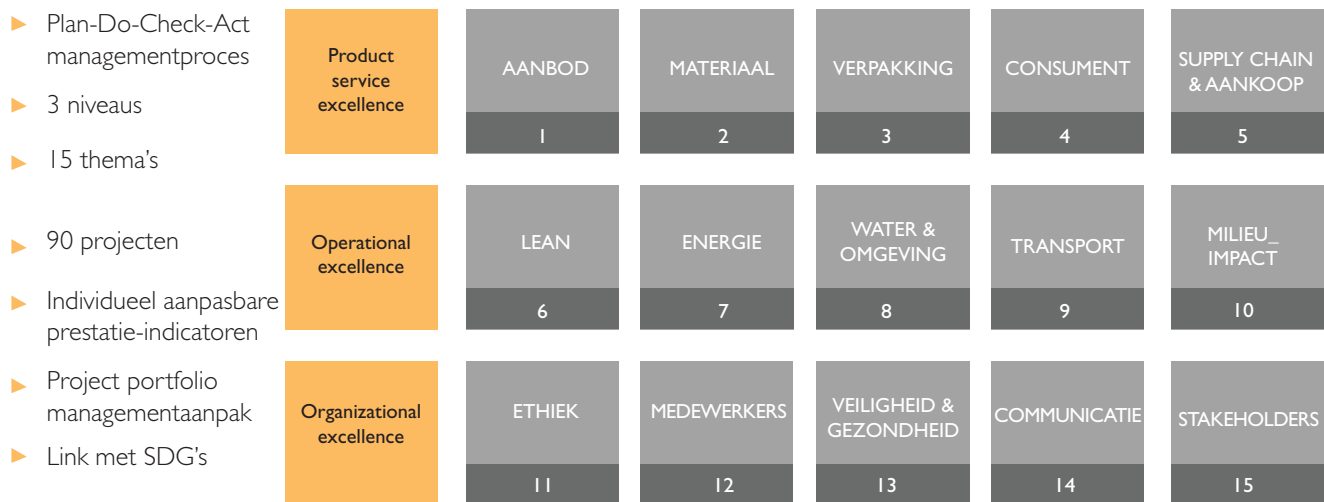 Plan-Do-Check-Act
managementproces
3 niveaus
15 thema's
90 projecten
Individueel aanpasbare
prestatie-indicatoren
Project portfolio
managementaanpak
Link met SDG's
Product
service
excellence
AANBOD
1
MATERIAAL
2
VERPAKKING
3
CONSUMENT
4
SUPPLY CHAIN
& AANKOOP
5
Operational
excellence
LEAN
6
ENERGIE
7
WATER &
OMGEVING
8
TRANSPORT
9
MILIEU_
IMPACT
10
Organizational
excellence
ETHIEK
11
MEDEWERKERS
12
VEILIGHEID &
GEZONDHEID
13
COMMUNICATIE
14
STAKEHOLDERS
15